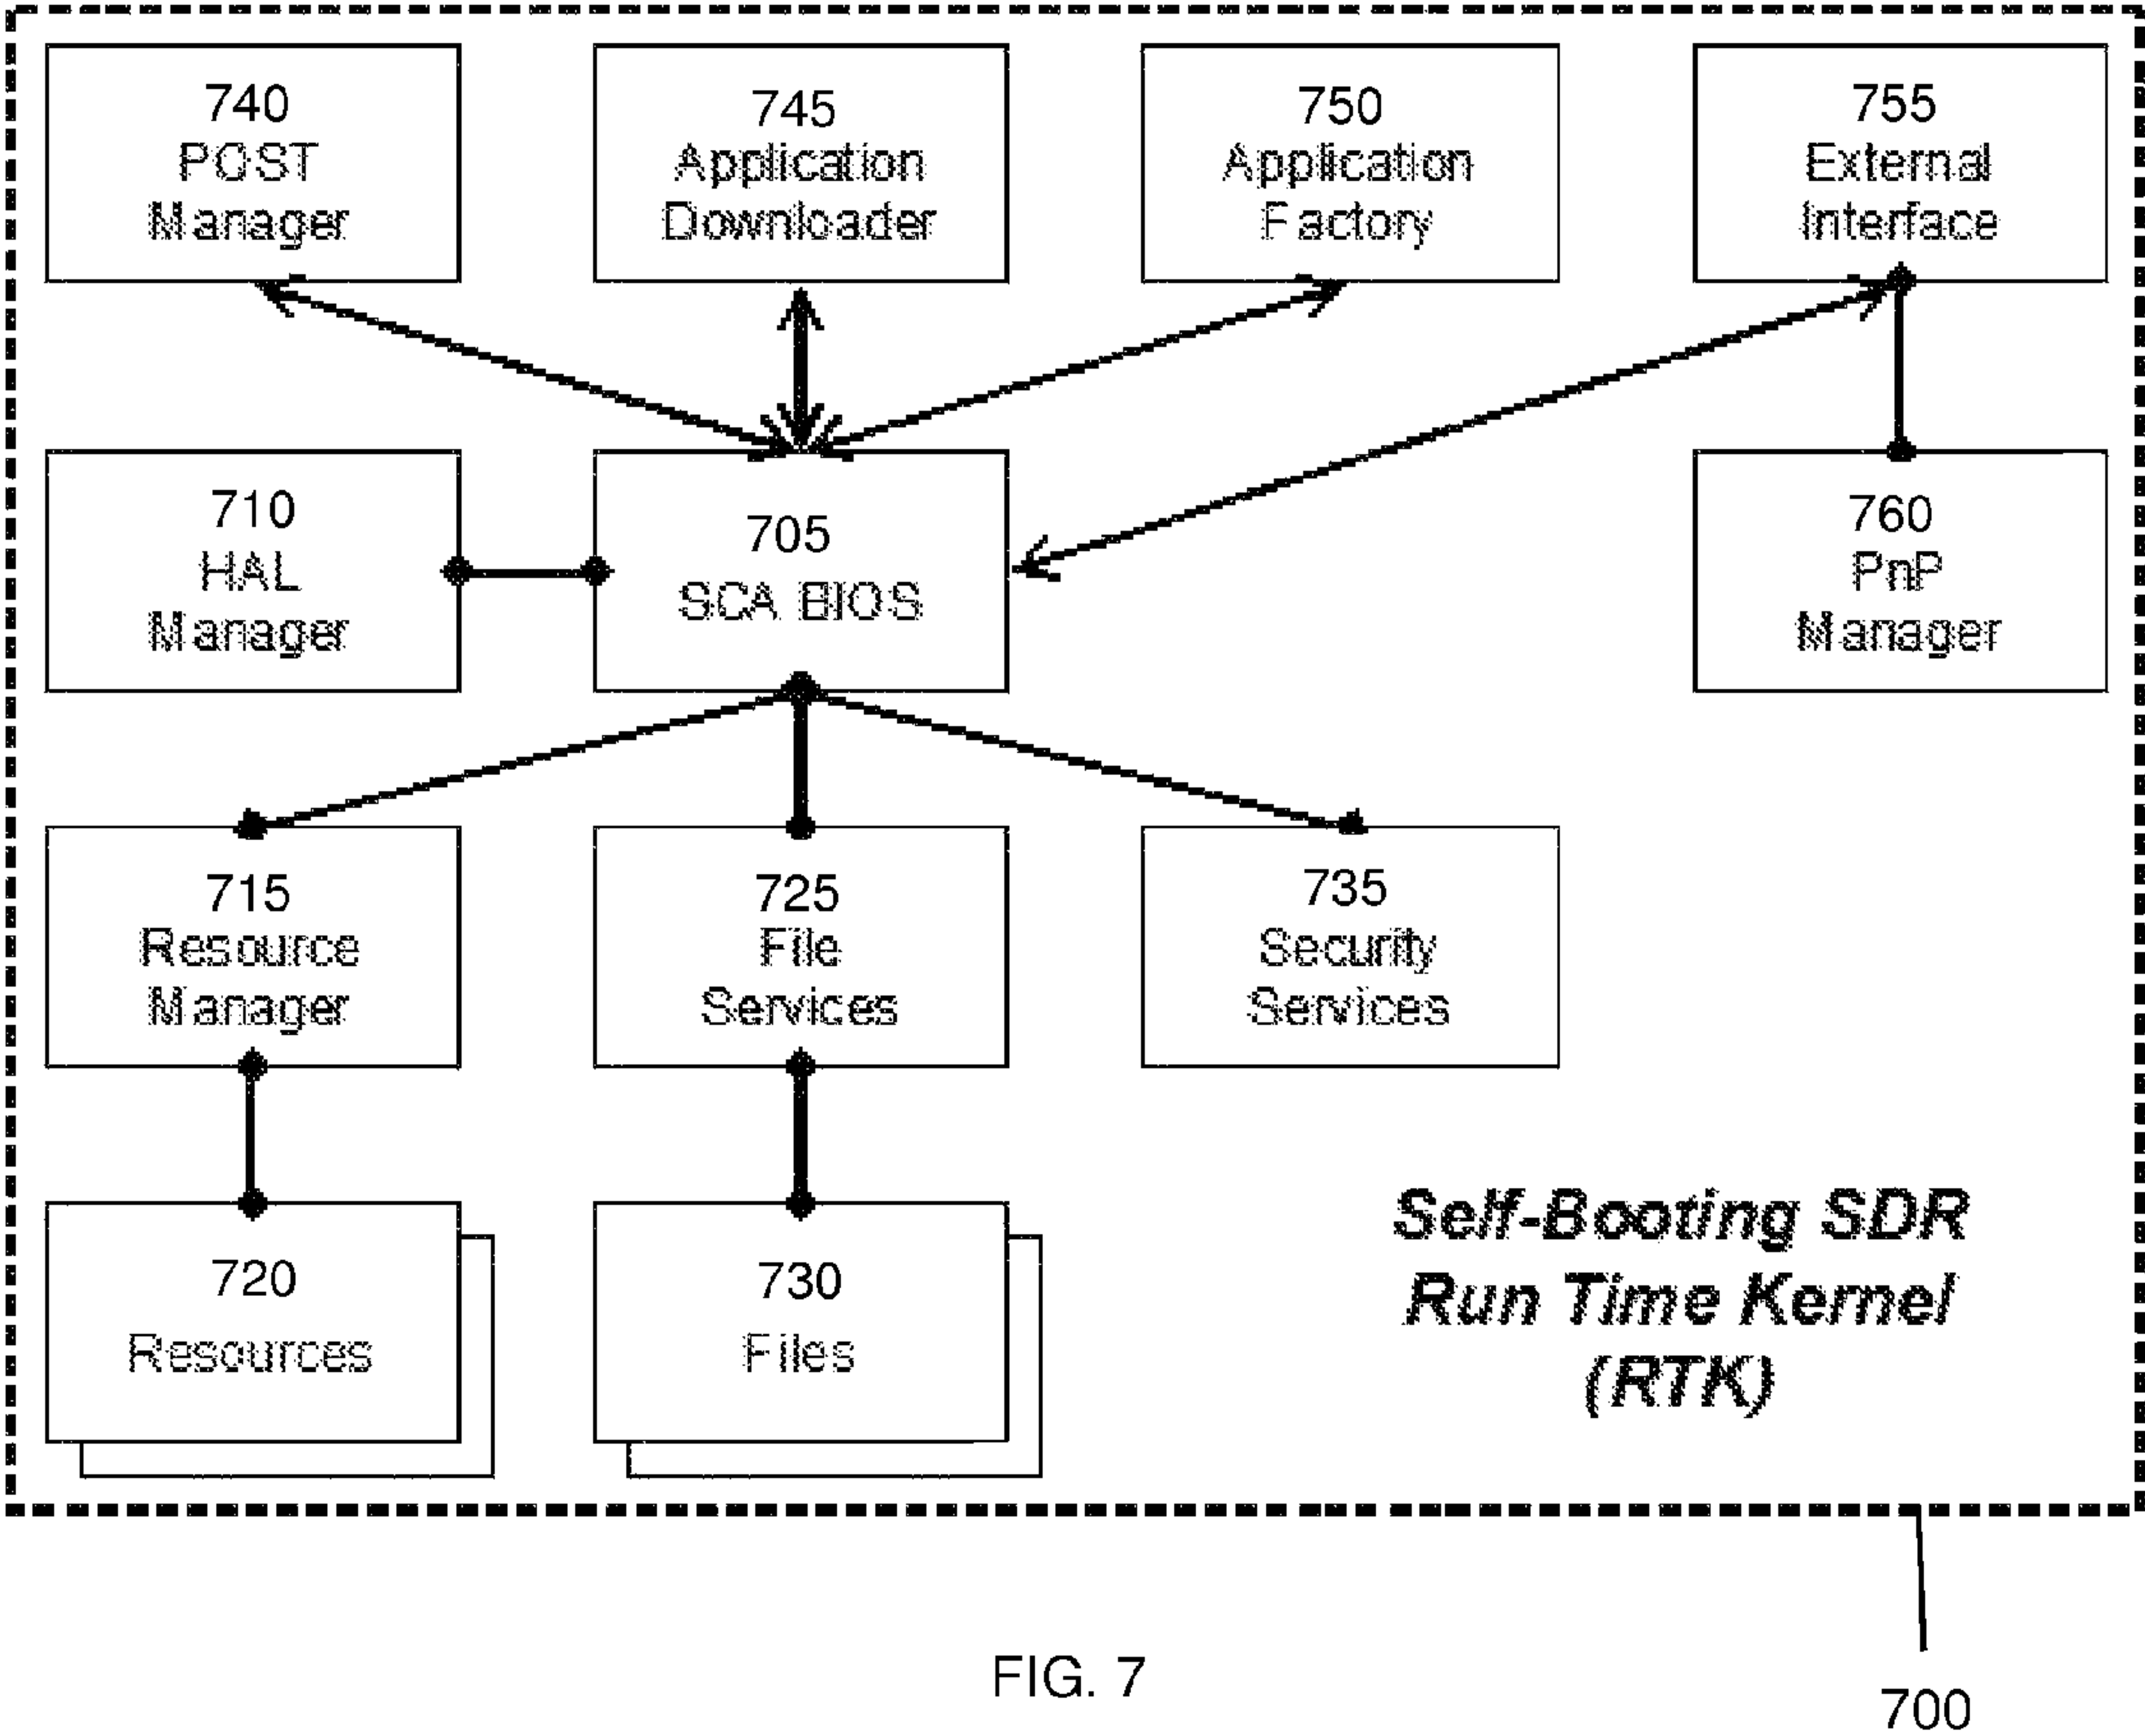 740
POST
Manager
745
Application
Downloader
750
Application
Factory
755
External
Interface
710
HAL
Manager
705
SCA BIOS
760
PnP
Manager
715
Resource
Manager
725
File
Services
735
Security
Services
720
Resources
730
Files
Self-Booting SDR
Run Time Kernel
(RTK)
FIG. 7
700